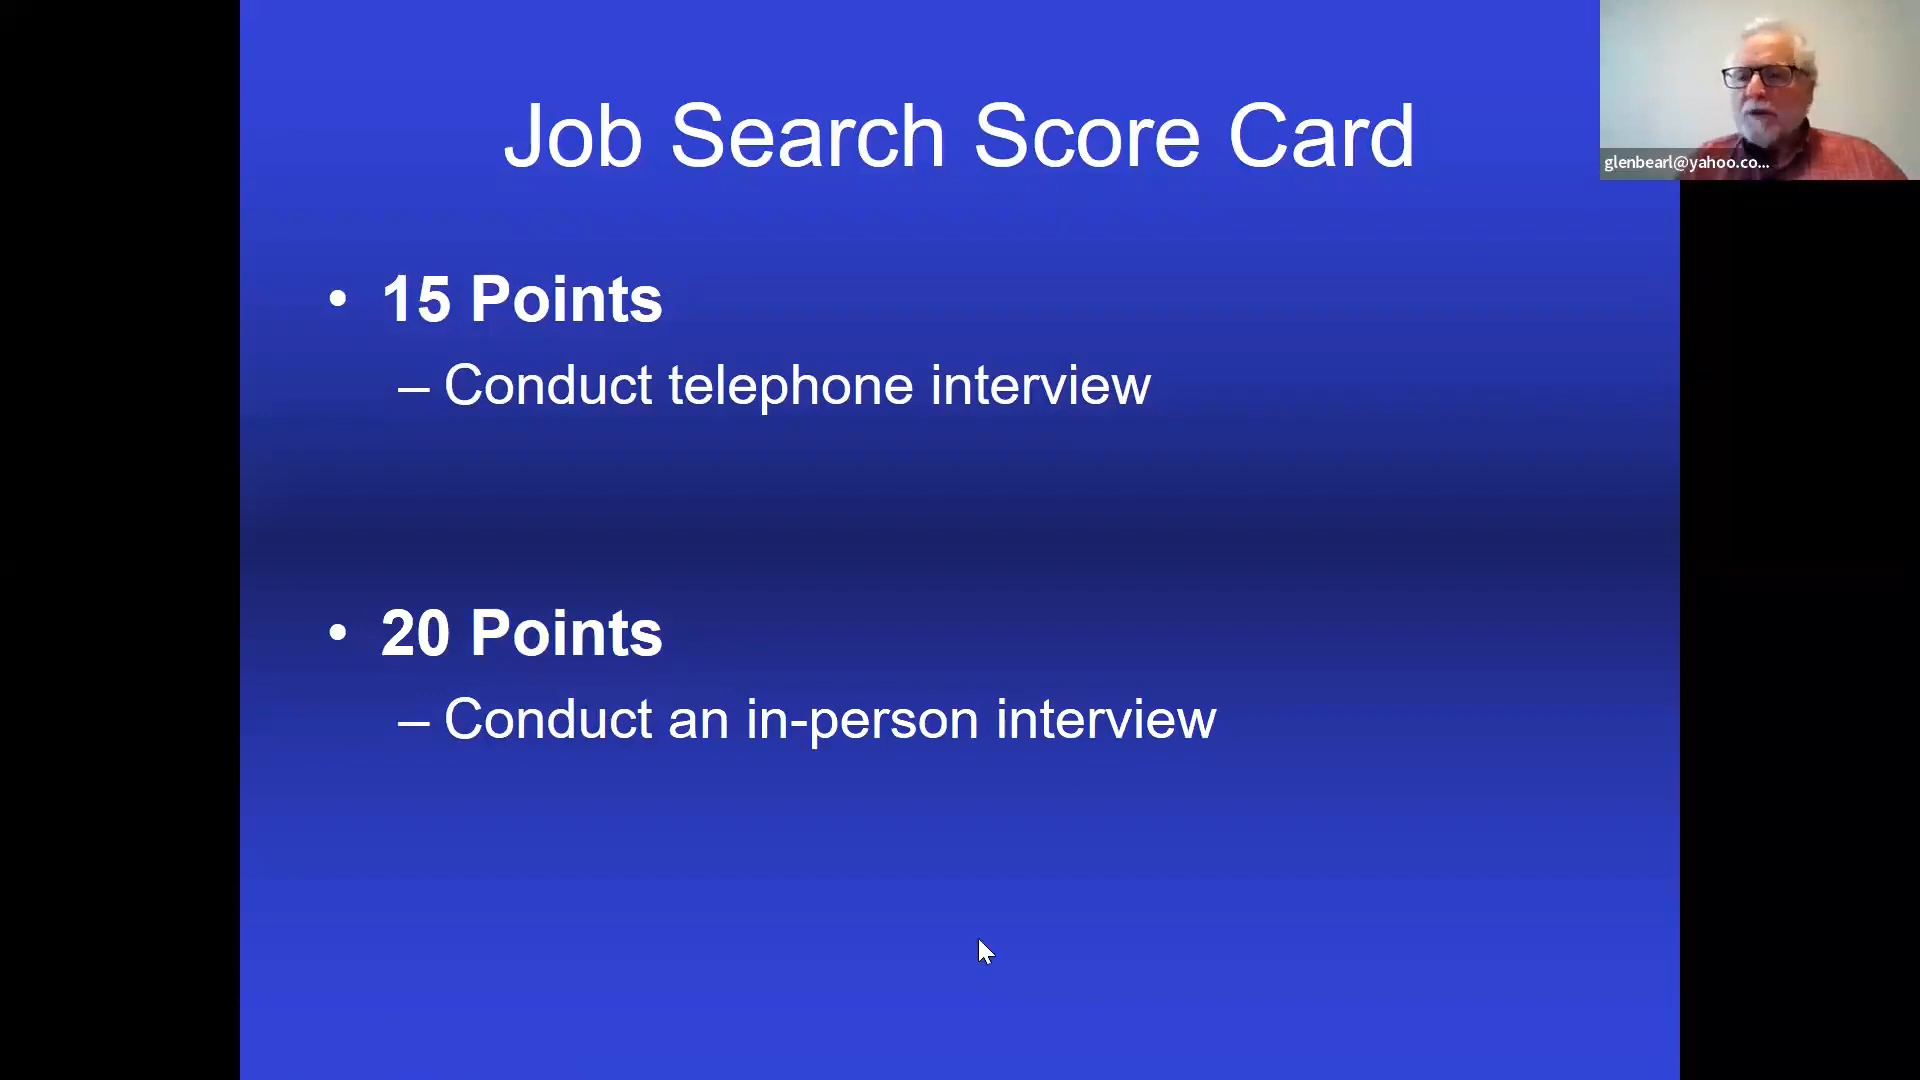 Job Search Score Card
glenbearl@yahoo.co...
• 15 Points
– Conduct telephone interview
• 20 Points
– Conduct an in-person interview